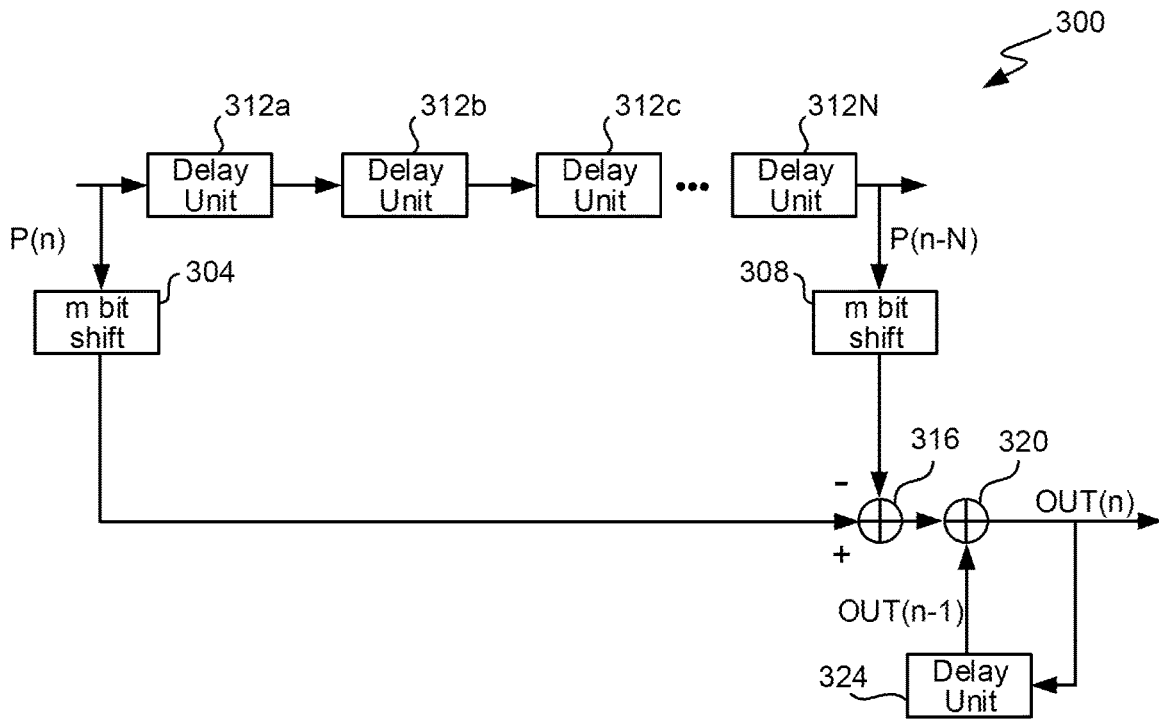 300
312a
312b
312c
312N
Delay
Unit
Delay
Unit
Delay
Unit
•••
Delay
Unit
P(n)
P(n-N)
304
308
m bit
shift
m bit
shift
316
320
-
+
OUT(n)
OUT(n-1)
324
Delay
Unit